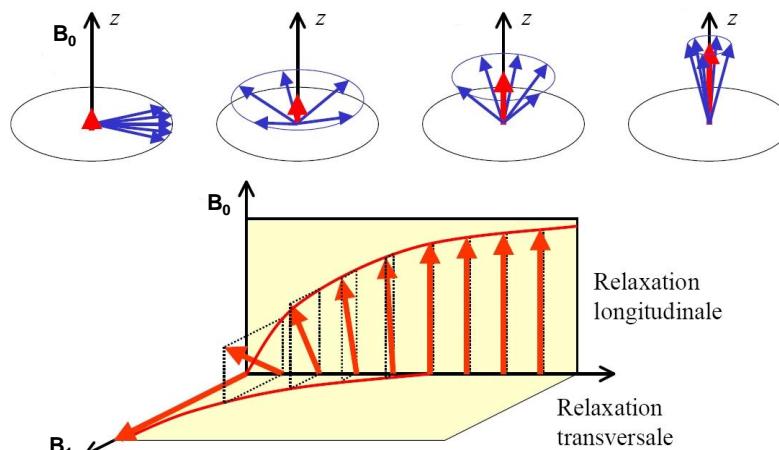 B₀
z
z
z
z
B₀
Relaxation
longitudinale
Relaxation
transversale